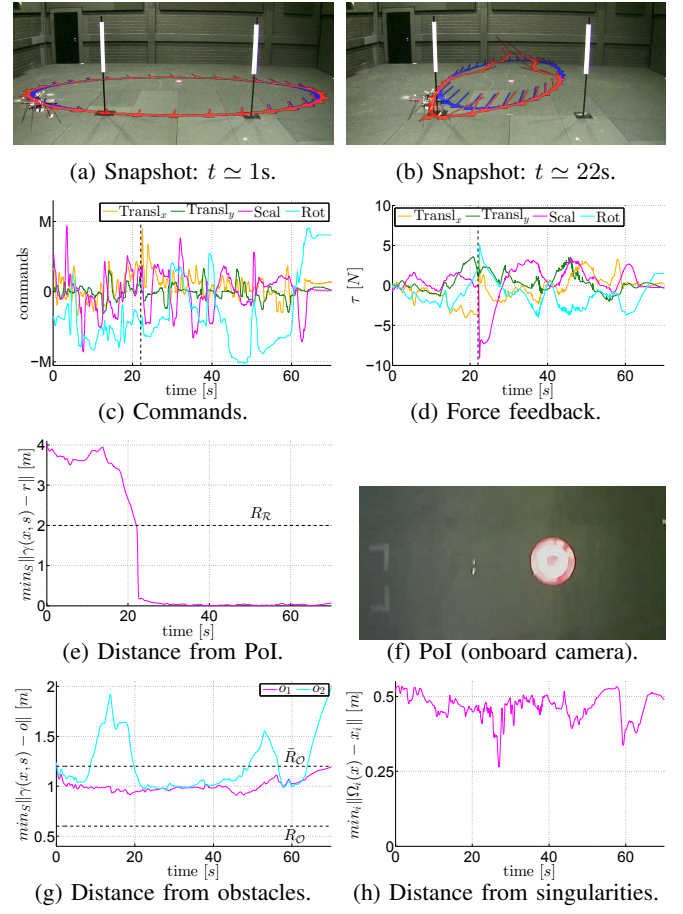 (a) Snapshot: t ≃ 1s.
(b) Snapshot: t ≃ 22s.
Transl_x Transl_y Scal Rot
M
0
−M
commands
0 20 40 60
time [s]
(c) Commands.
Transl_x Transl_y Scal Rot
10
5
0
−5
−10
τ [N]
0 20 40 60
time [s]
(d) Force feedback.
4
3
2
1
0
min_S‖γ(x, s) − r‖ [m]
R_ℛ
0 20 40 60
time [s]
(e) Distance from PoI.
(f) PoI (onboard camera).
o_1 o_2
2
1.5
1
0.5
min_S‖γ(x, s) − o‖ [m]
R̄_𝒪
R_𝒪
0 20 40 60
time [s]
(g) Distance from obstacles.
0.5
0.25
0
min_i‖Ω_i(x) − x_i‖ [m]
0 20 40 60
time [s]
(h) Distance from singularities.